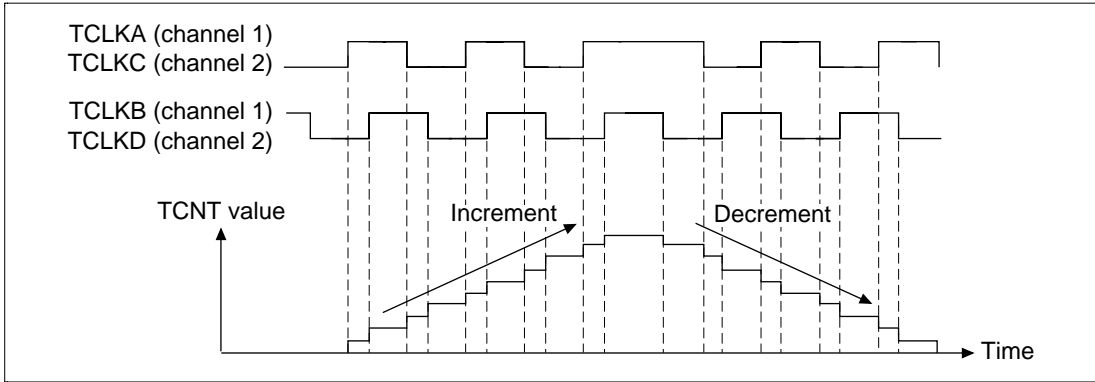 TCLKA (channel 1)
TCLKC (channel 2)
TCLKB (channel 1)
TCLKD (channel 2)
TCNT value
Increment
Decrement
Time